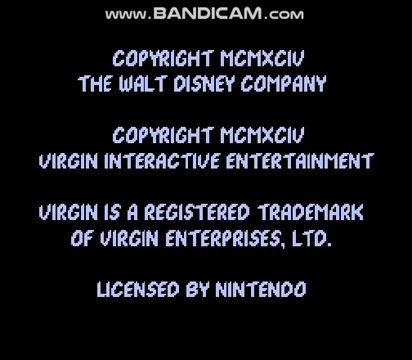 www.BANDICAM.com
COPYRIGHT MCMXCIV
THE WALT DISNEY COMPANY
COPYRIGHT MCMXCIV
VIRGIN INTERACTIVE ENTERTAINMENT
VIRGIN IS A REGISTERED TRADEMARK
OF VIRGIN ENTERPRISES, LTD.
LICENSED BY NINTENDO